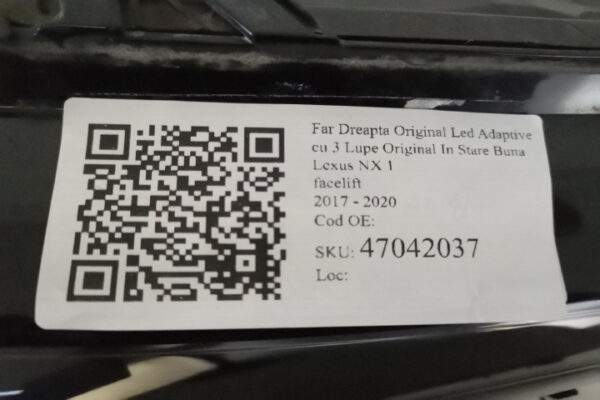 Far Dreapta Original Led Adaptive
cu 3 Lupe Original In Stare Buna
Lexus NX 1
facelift
2017 - 2020
Cod OE:
SKU: 47042037
Loc: